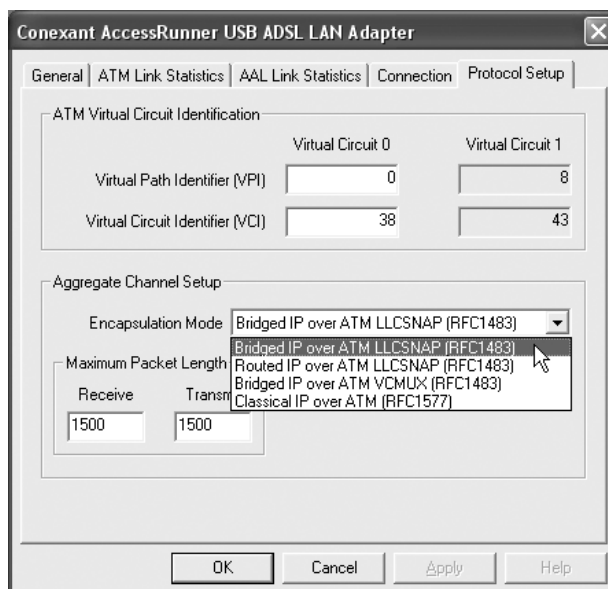 Conexant AccessRunner USB ADSL LAN Adapter
General ATM Link Statistics AAL Link Statistics Connection Protocol Setup
ATM Virtual Circuit Identification
Virtual Circuit 0 Virtual Circuit 1
Virtual Path Identifier (VPI) 0 8
Virtual Circuit Identifier (VCI) 38 43
Aggregate Channel Setup
Encapsulation Mode Bridged IP over ATM LLCSNAP (RFC1483)
Bridged IP over ATM LLCSNAP (RFC1483)
Routed IP over ATM LLCSNAP (RFC1483)
Bridged IP over ATM VCMUX (RFC1483)
Classical IP over ATM (RFC1577)
Maximum Packet Length
Receive
1500 1500
OK Cancel Apply Help